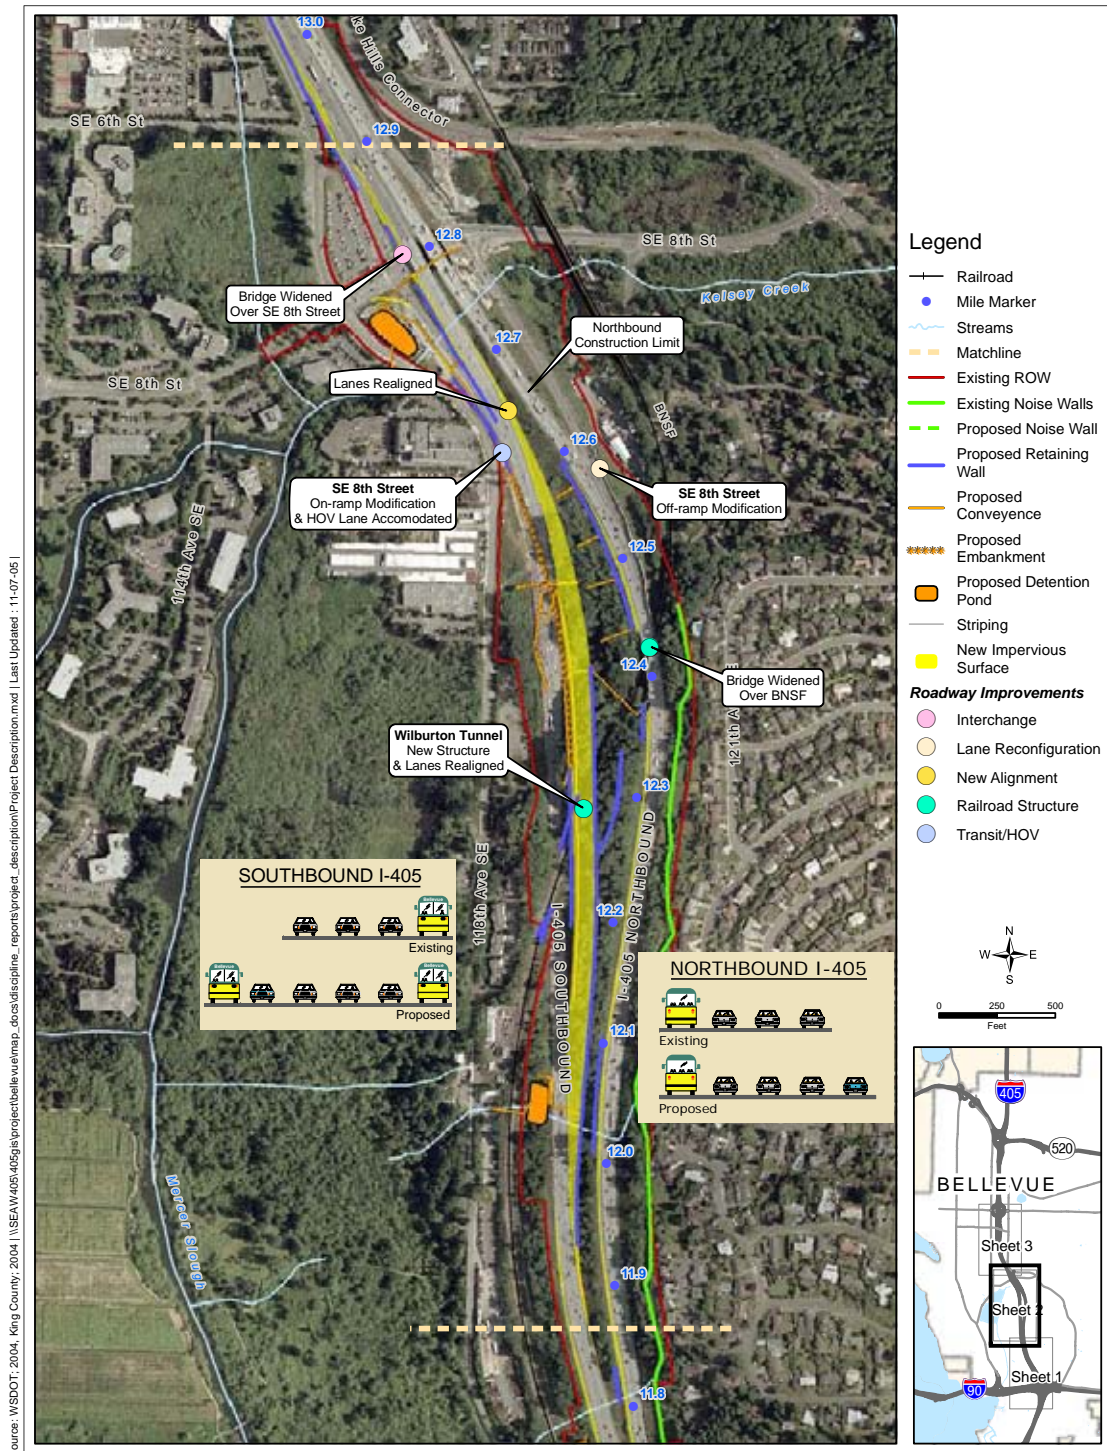 13.0
ke Hills Connector
SE 6th St
12.9
12.8
SE 8th St
Kelsey Creek
Bridge Widened
Over SE 8th Street
Northbound
Construction Limit
12.7
Lanes Realigned
SE 8th St
BNSF
12.6
SE 8th Street
On-ramp Modification
& HOV Lane Accomodated
SE 8th Street
Off-ramp Modification
114th Ave SE
12.5
12.4
Bridge Widened
Over BNSF
121th A E
Wilburton Tunnel
New Structure
& Lanes Realigned
12.3
118th Ave SE
I-405 SOUTHBOUND
I-405 NORTHBOUND
12.2
SOUTHBOUND I-405
Bellevue
Existing
Bellevue
Bellevue
Proposed
NORTHBOUND I-405
Existing
Proposed
12.1
12.0
Mercer Slough
11.9
11.8
Legend
Railroad
Mile Marker
Streams
Matchline
Existing ROW
Existing Noise Walls
Proposed Noise Wall
Proposed Retaining
Wall
Proposed
Conveyence
Proposed
Embankment
Proposed Detention
Pond
Striping
New Impervious
Surface
Roadway Improvements
Interchange
Lane Reconfiguration
New Alignment
Railroad Structure
Transit/HOV
N
W E
S
0 250 500
Feet
405
520
BELLEVUE
Sheet 3
Sheet 2
Sheet 1
90
ource: WSDOT; 2004, King County; 2004 | \\SEAW405\405gis\project\bellevue\map_docs\discipline_reports\project_description\Project Description.mxd | Last Updated : 11-07-05 |